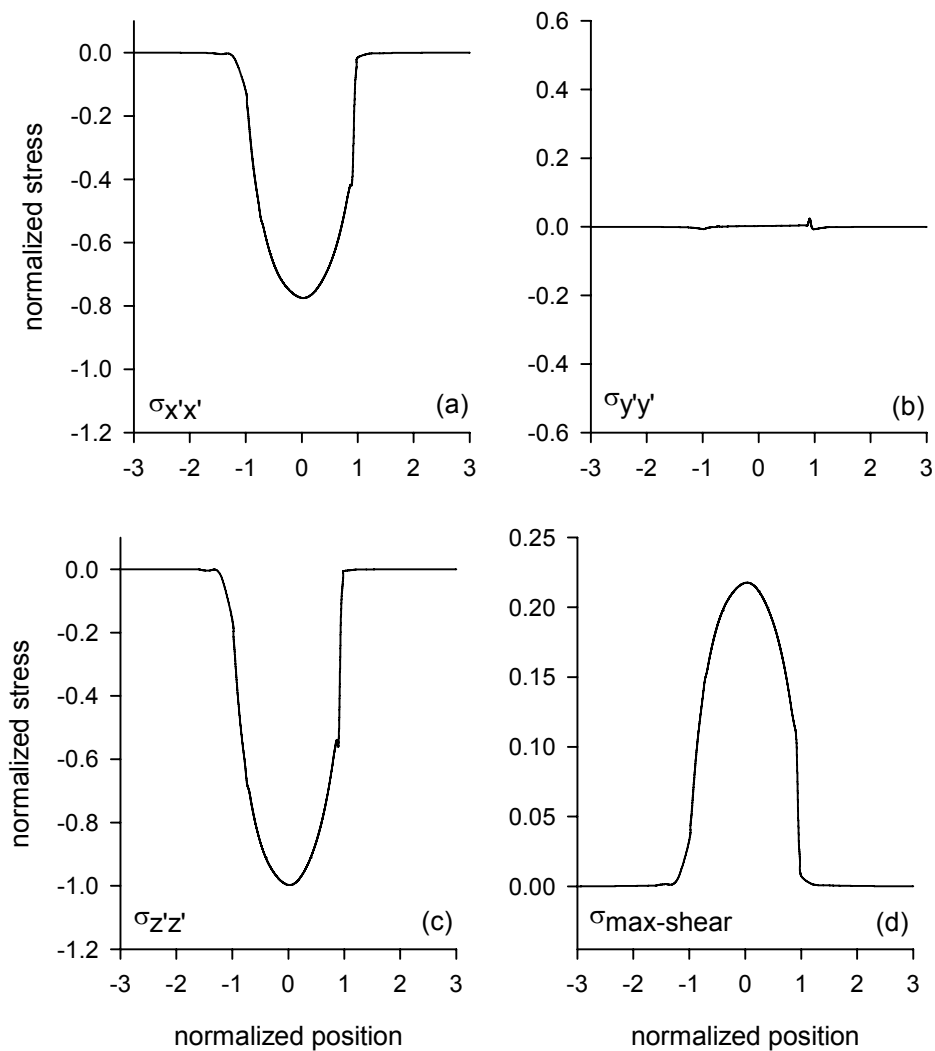 0.0
-0.2
-0.4
-0.6
-0.8
-1.0
-1.2
normalized stress
σx'x'
(a)
-3 -2 -1 0 1 2 3
0.6
0.4
0.2
0.0
-0.2
-0.4
-0.6
σy'y'
(b)
-3 -2 -1 0 1 2 3
0.0
-0.2
-0.4
-0.6
-0.8
-1.0
-1.2
normalized stress
σz'z'
(c)
-3 -2 -1 0 1 2 3
normalized position
0.25
0.20
0.15
0.10
0.05
0.00
σmax-shear
(d)
-3 -2 -1 0 1 2 3
normalized position